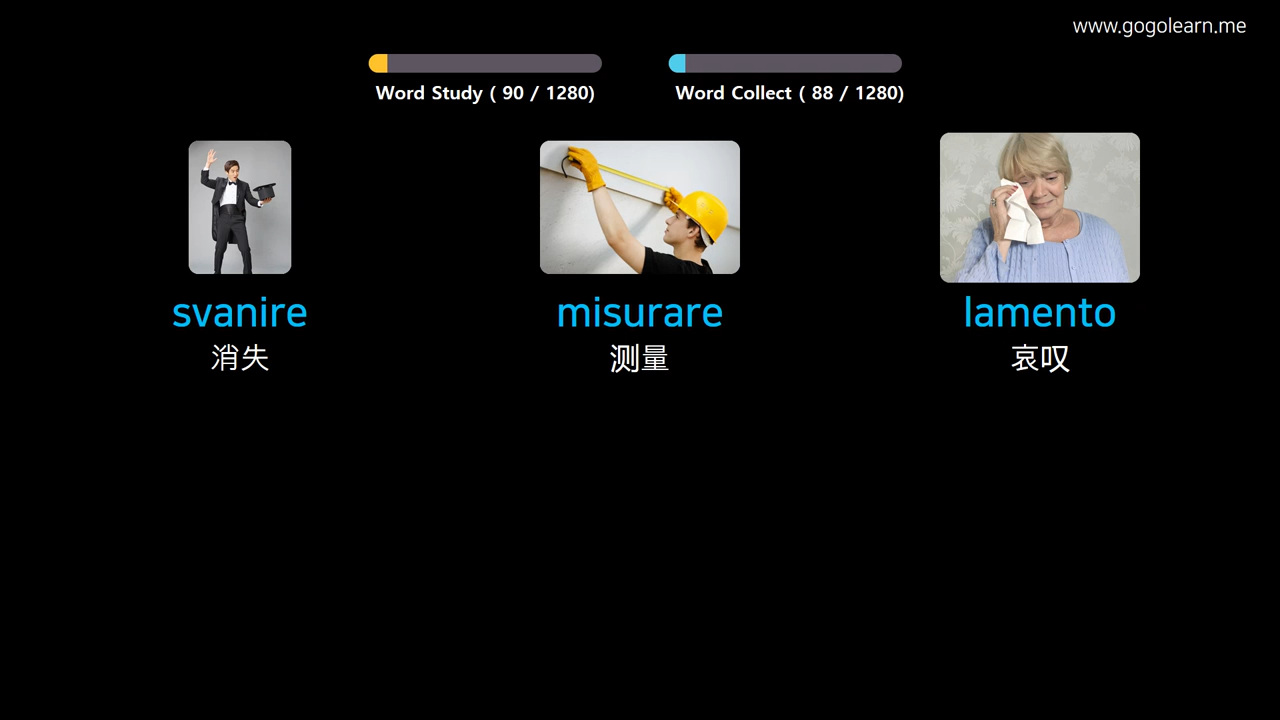 www.gogolearn.me
Word Study ( 90 / 1280)
Word Collect ( 88 / 1280)
svanire
消失
misurare
测量
lamento
哀叹